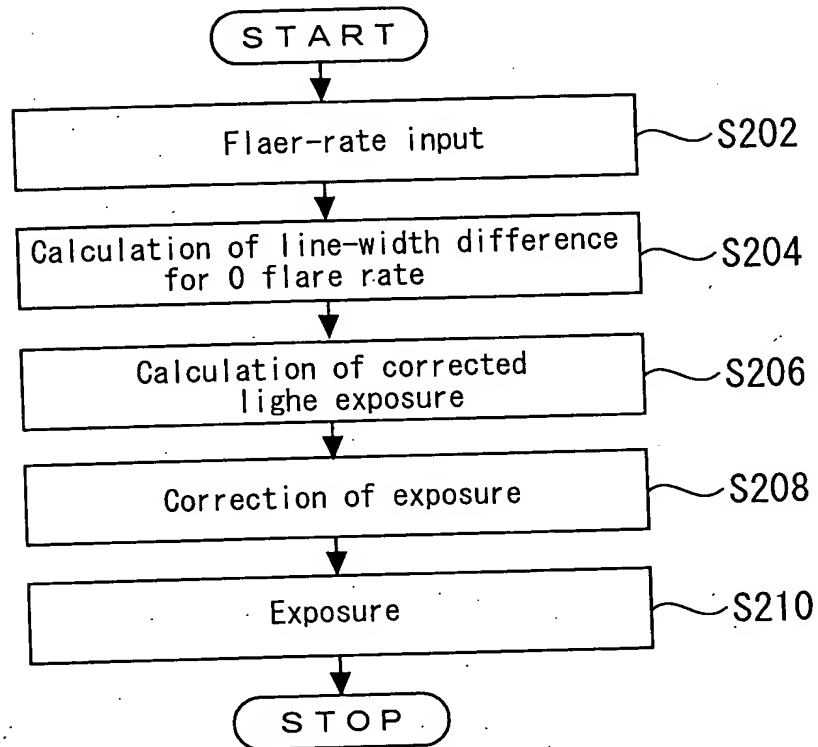 START
Flaer-rate input
S202
Calculation of line-width difference
for 0 flare rate
S204
Calculation of corrected
lighe exposure
S206
Correction of exposure
S208
Exposure
S210
STOP